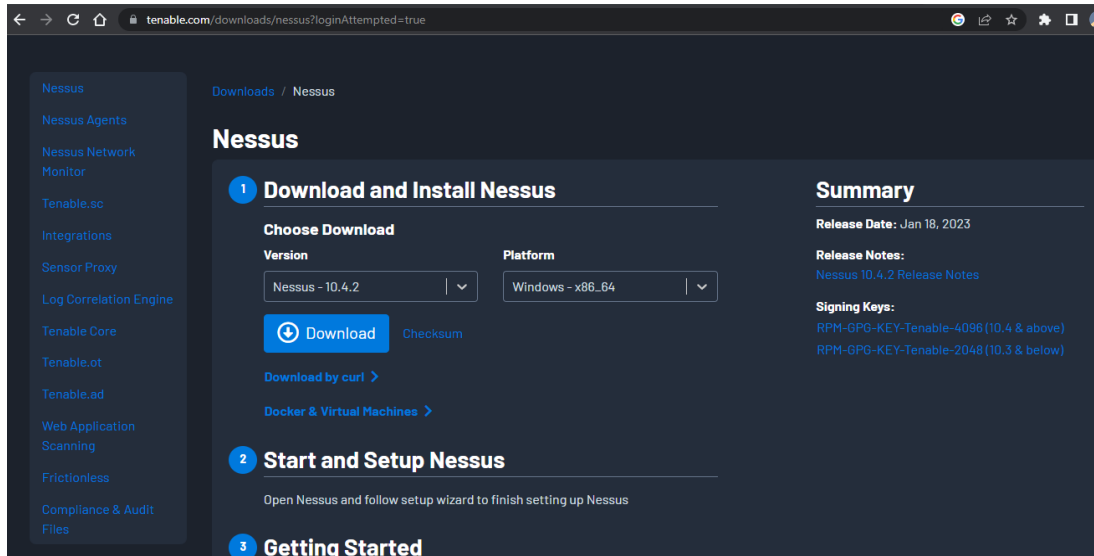 tenable.com/downloads/nessus?loginAttempted=true
Nessus
Nessus Agents
Nessus Network
Monitor
Tenable.sc
Integrations
Sensor Proxy
Log Correlation Engine
Tenable Core
Tenable.ot
Tenable.ad
Web Application
Scanning
Frictionless
Compliance & Audit
Files
Downloads / Nessus
Nessus
1 Download and Install Nessus
Choose Download
Version
Platform
Nessus - 10.4.2
Windows - x86_64
Download
Checksum
Download by curl
Docker & Virtual Machines
2 Start and Setup Nessus
Open Nessus and follow setup wizard to finish setting up Nessus
3 Getting Started
Summary
Release Date: Jan 18, 2023
Release Notes:
Nessus 10.4.2 Release Notes
Signing Keys:
RPM-GPG-KEY-Tenable-4096 (10.4 & above)
RPM-GPG-KEY-Tenable-2048 (10.3 & below)